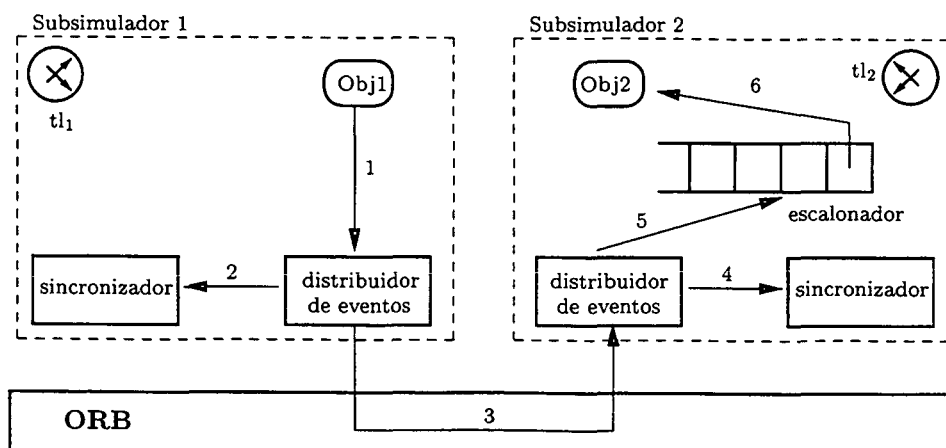 Subsimulador 1
Subsimulador 2
tl1
Obj1
Obj2
6
tl2
1
escalonador
5
2
sincronizador
distribuidor
de eventos
distribuidor
de eventos
4
sincronizador
3
ORB